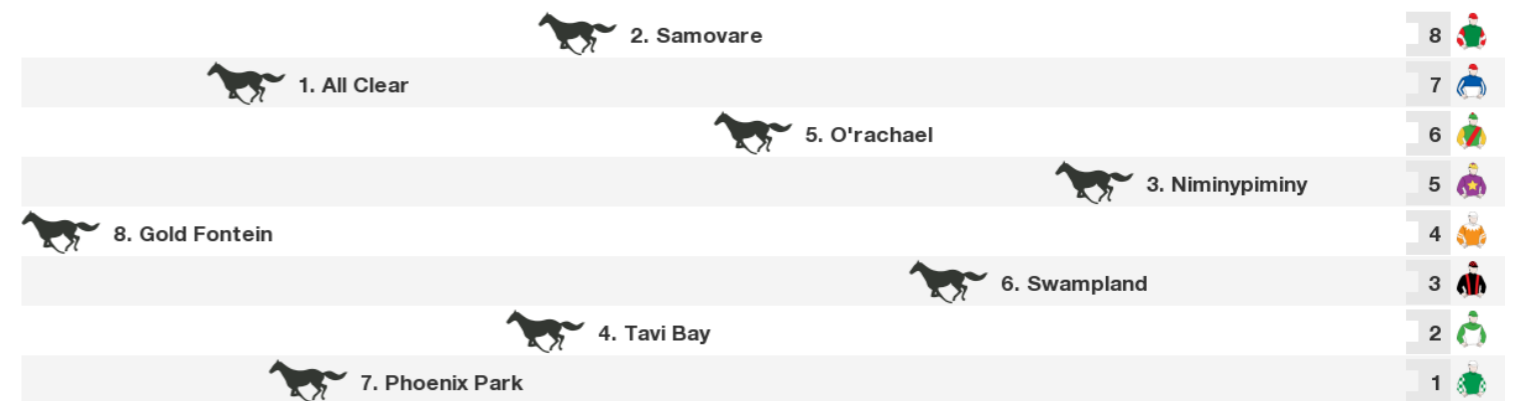 2. Samovare 8
1. All Clear 7
5. O'rachael 6
3. Niminypiminy 5
8. Gold Fontein 4
6. Swampland 3
4. Tavi Bay 2
7. Phoenix Park 1